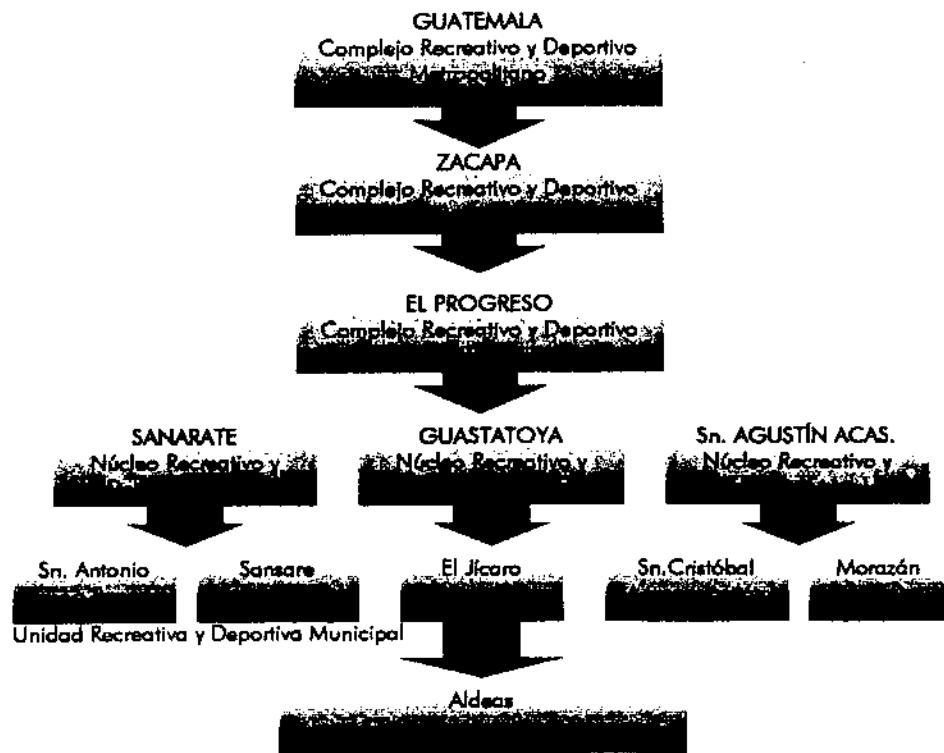 GUATEMALA
Complejo Recreativo y Deportivo
Metropolitano
ZACAPA
Complejo Recreativo y Deportivo
EL PROGRESO
Complejo Recreativo y Deportivo
SANARATE
Núcleo Recreativo y
GUASTATOYA
Núcleo Recreativo y
Sn. AGUSTÍN ACAS.
Núcleo Recreativo y
Sn. Antonio
Sansare
El Jícaro
Sn.Cristóbal
Morazán
Unidad Recreativa y Deportiva Municipal
Aldeas